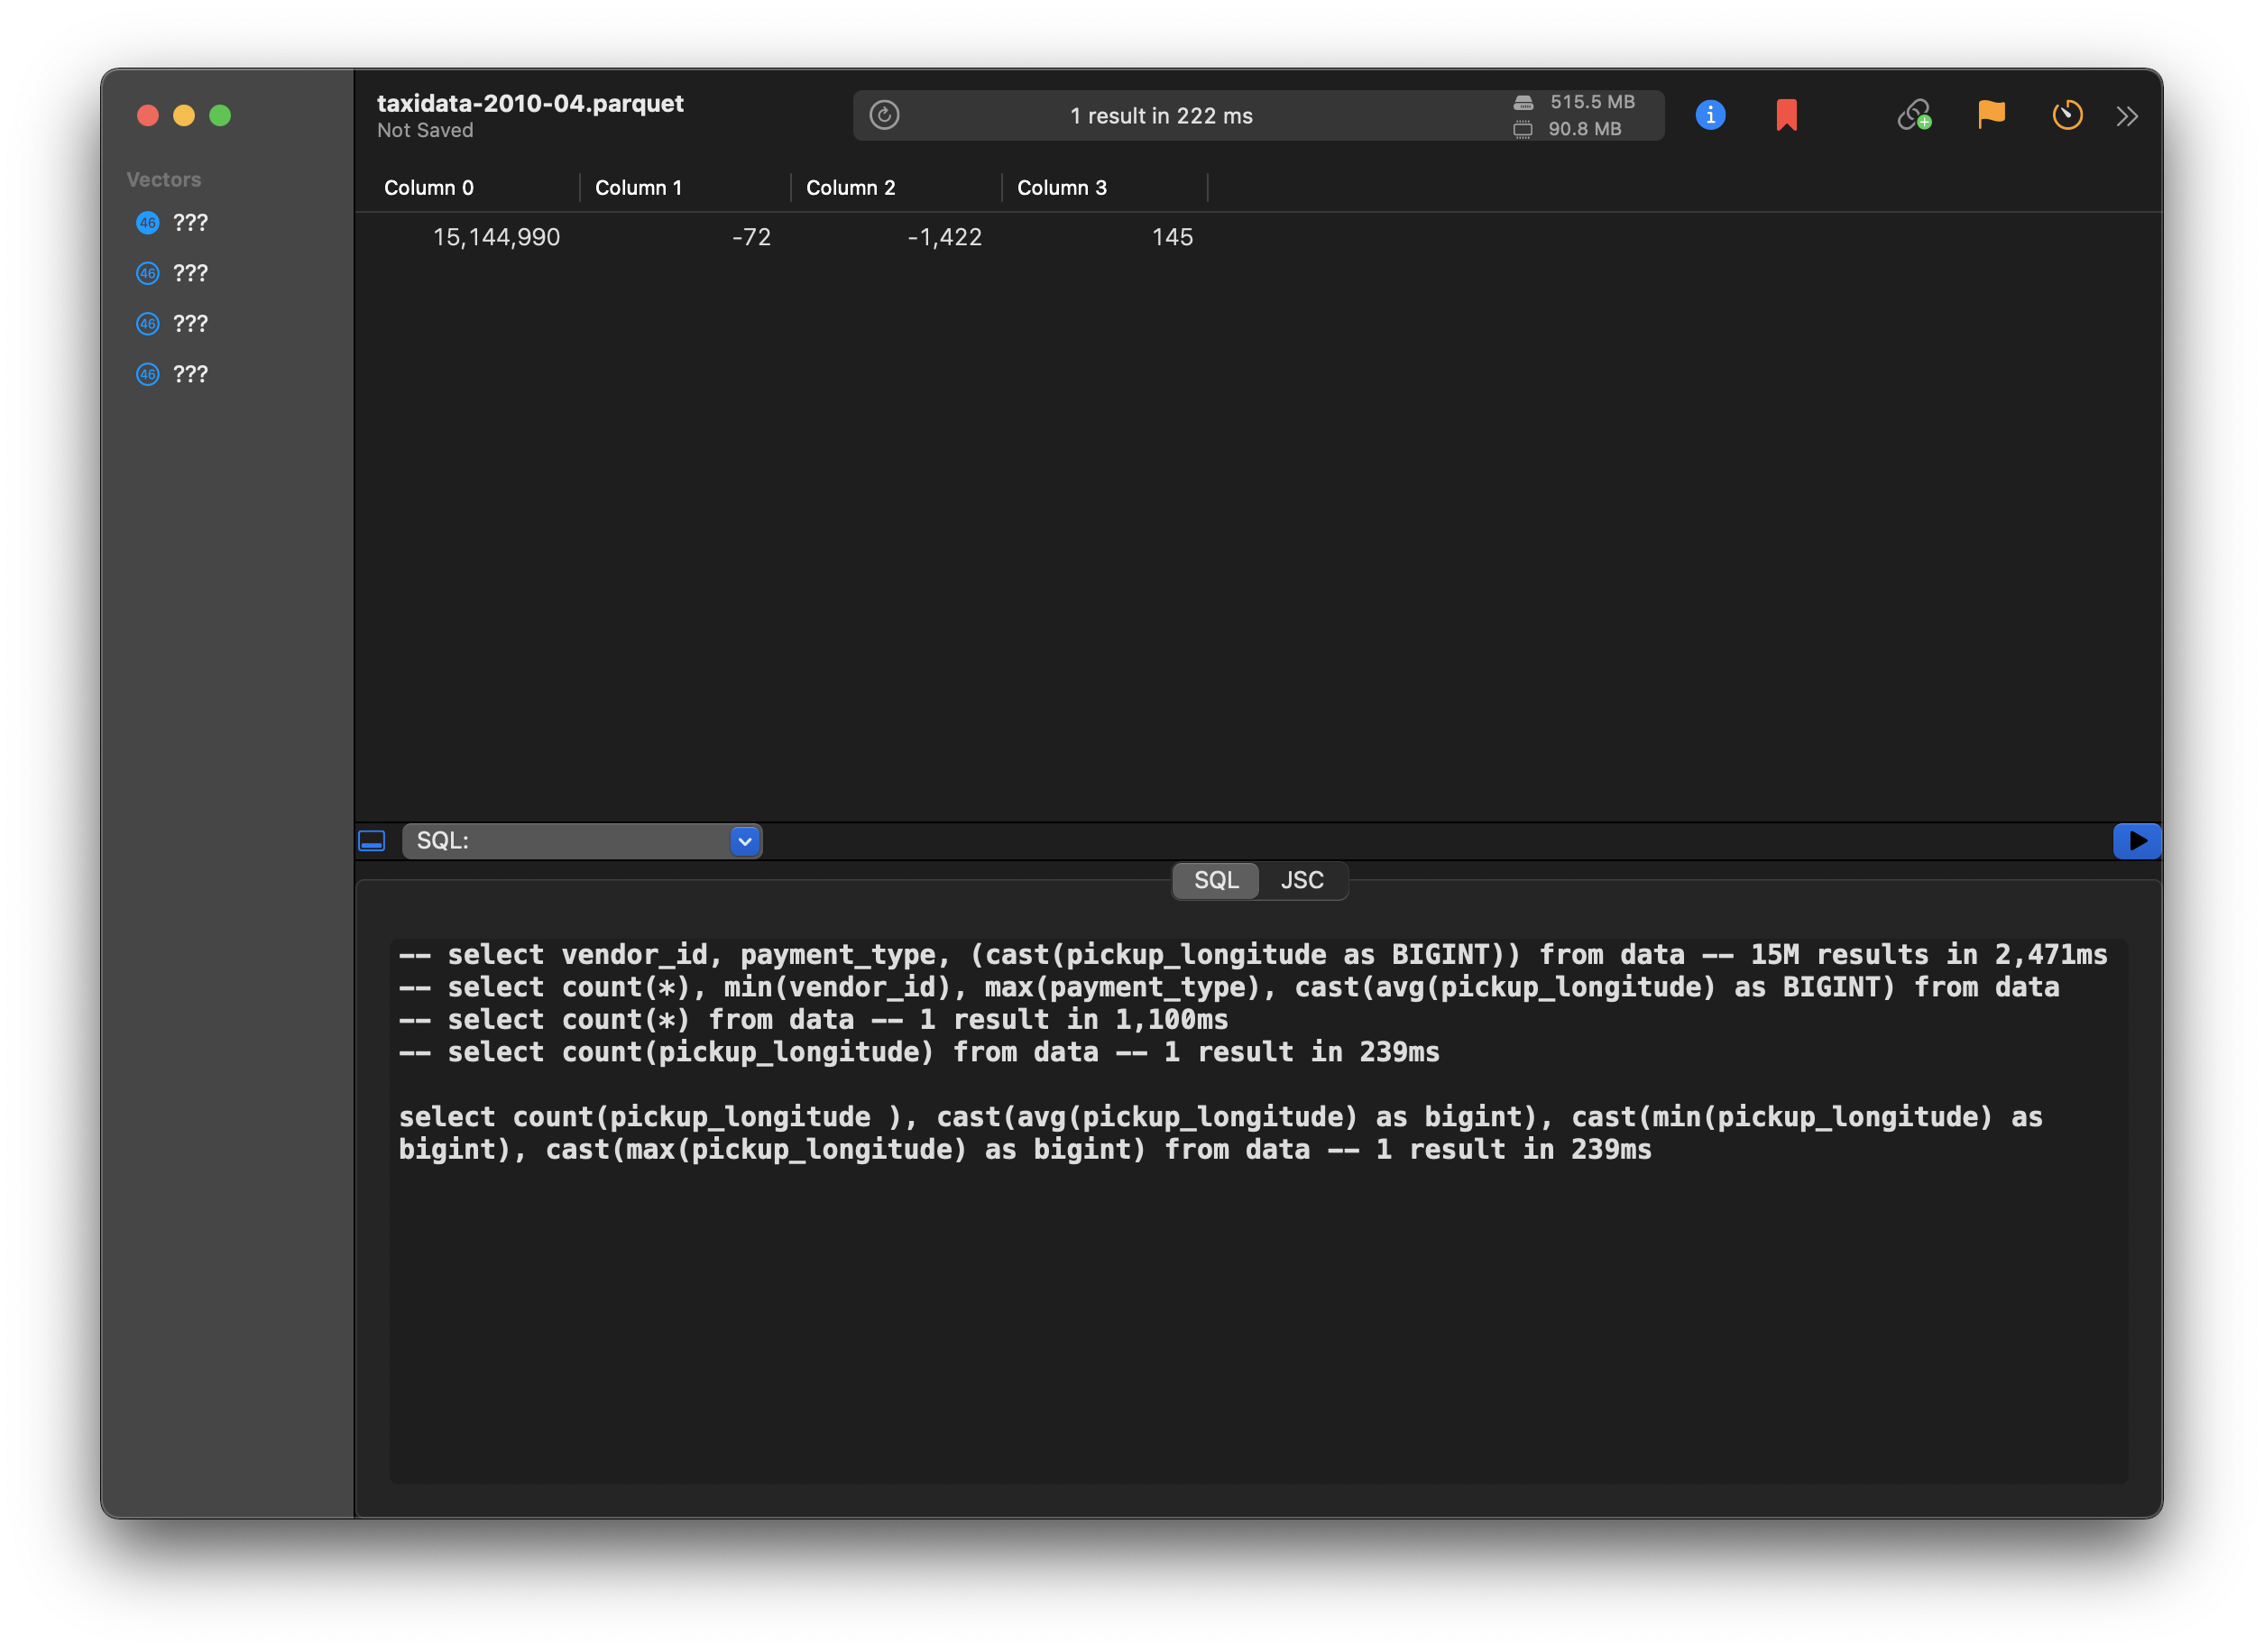 taxidata-2010-04.parquet
Not Saved
1 result in 222 ms
515.5 MB
90.8 MB
Vectors
46 ???
46 ???
46 ???
46 ???
Column 0 Column 1 Column 2 Column 3
15,144,990 -72 -1,422 145
SQL:
SQL JSC
-- select vendor_id, payment_type, (cast(pickup_longitude as BIGINT)) from data -- 15M results in 2,471ms
-- select count(*), min(vendor_id), max(payment_type), cast(avg(pickup_longitude) as BIGINT) from data
-- select count(*) from data -- 1 result in 1,100ms
-- select count(pickup_longitude) from data -- 1 result in 239ms
select count(pickup_longitude ), cast(avg(pickup_longitude) as bigint), cast(min(pickup_longitude) as
bigint), cast(max(pickup_longitude) as bigint) from data -- 1 result in 239ms